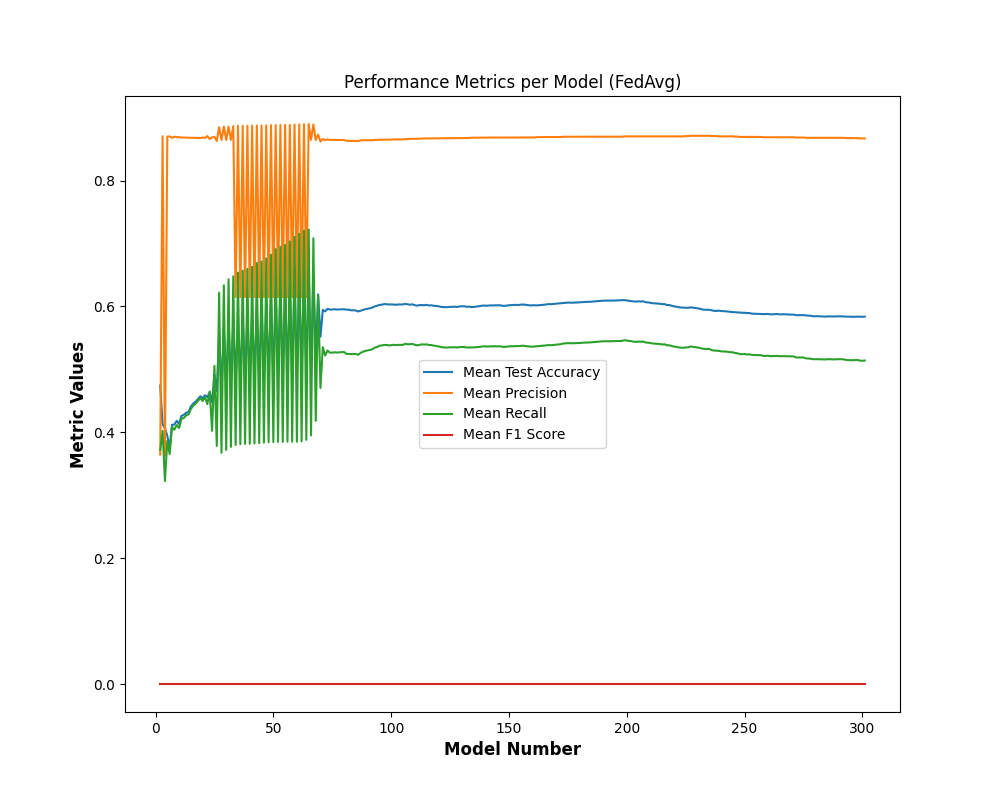 Performance Metrics per Model (FedAvg)
Metric Values
0.8
0.6
0.4
0.2
0.0
Mean Test Accuracy
Mean Precision
Mean Recall
Mean F1 Score
0 50 100 150 200 250 300
Model Number